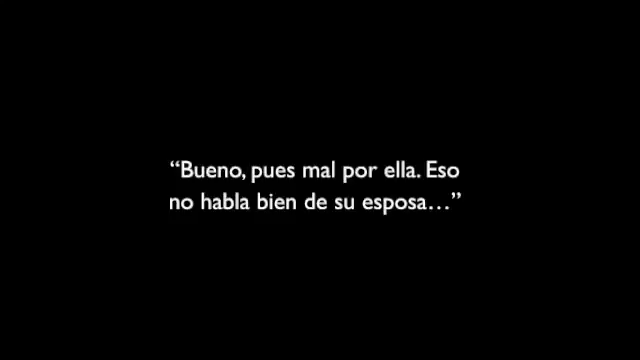 “Bueno, pues mal por ella. Eso
no habla bien de su esposa…”